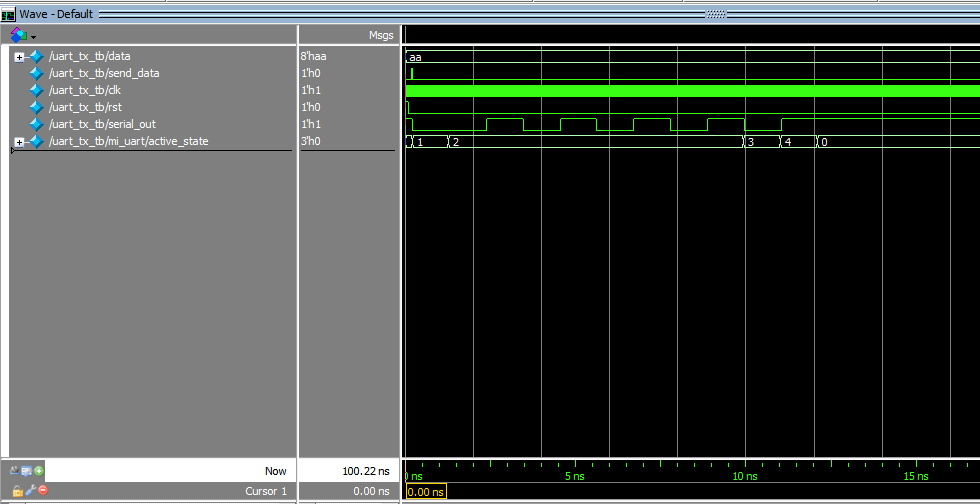 Wave - Default
Msgs
/uart_tx_tb/data 8'haa aa
/uart_tx_tb/send_data 1'h0
/uart_tx_tb/clk 1'h1
/uart_tx_tb/rst 1'h0
/uart_tx_tb/serial_out 1'h1
/uart_tx_tb/mi_uart/active_state 3'h0 1 2 3 4 0
Now 100.22 ns 0 ns 5 ns 10 ns 15 ns
Cursor 1 0.00 ns 0.00 ns